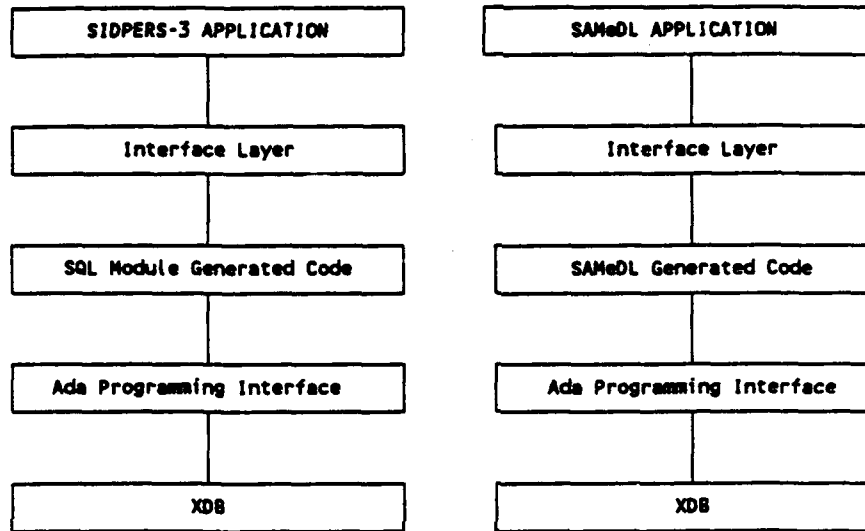 SIDPERS-3 APPLICATION
Interface Layer
SQL Module Generated Code
Ada Programming Interface
XDB
SAMeDL APPLICATION
Interface Layer
SAMeDL Generated Code
Ada Programming Interface
XDB